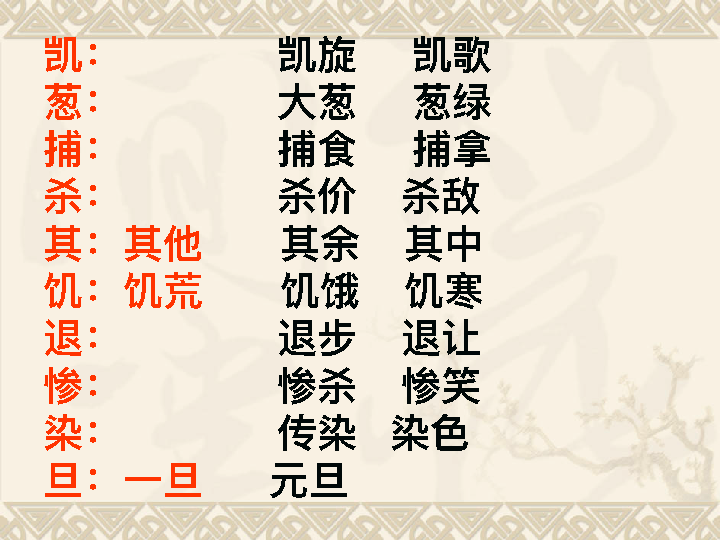 凯： 凯旋 凯歌
葱： 大葱 葱绿
捕： 捕食 捕拿
杀： 杀价 杀敌
其：其他 其余 其中
饥：饥荒 饥饿 饥寒
退： 退步 退让
惨： 惨杀 惨笑
染： 传染 染色
旦：一旦 元旦